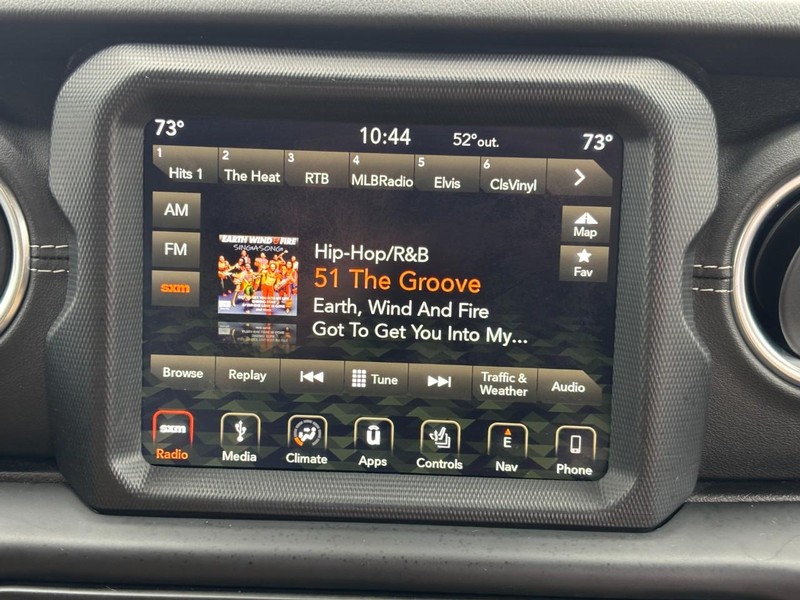 73° 10:44 52°out. 73°
1 2 3 4 5 6
Hits 1 The Heat RTB MLBRadio Elvis ClsVinyl
AM
FM
sxm
Map
Fav
EARTH WIND & FIRE
SING A SONG
Hip-Hop/R&B
51 The Groove
Earth, Wind And Fire
Got To Get You Into My...
Browse Replay Tune Traffic & Weather Audio
sxm E
Radio Media Climate Apps Controls Nav Phone